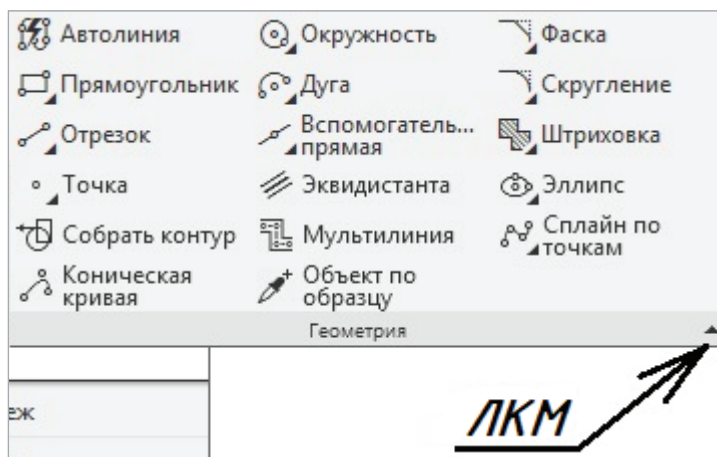 Автолиния
Окружность
Фаска
Прямоугольник
Дуга
Скругление
Отрезок
Вспомогатель...
прямая
Штриховка
Точка
Эквидистанта
Эллипс
Собрать контур
Мультилиния
Сплайн по
точкам
Коническая
кривая
Объект по
образцу
Геометрия
еж
ЛКМ